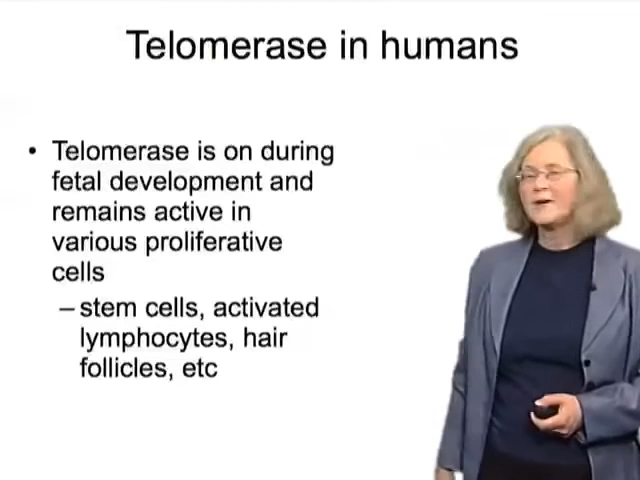 Telomerase in humans
• Telomerase is on during
fetal development and
remains active in
various proliferative
cells
– stem cells, activated
lymphocytes, hair
follicles, etc